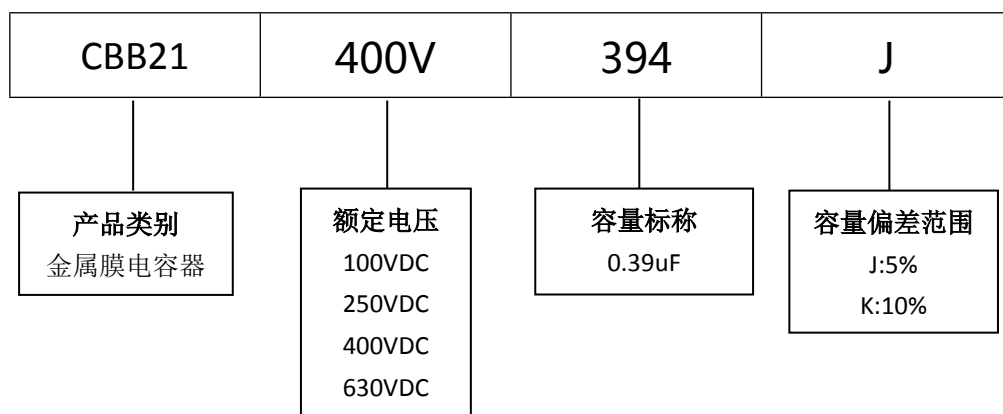 CBB21 400V 394 J
产品类别
金属膜电容器
额定电压
100VDC
250VDC
400VDC
630VDC
容量标称
0.39uF
容量偏差范围
J:5%
K:10%